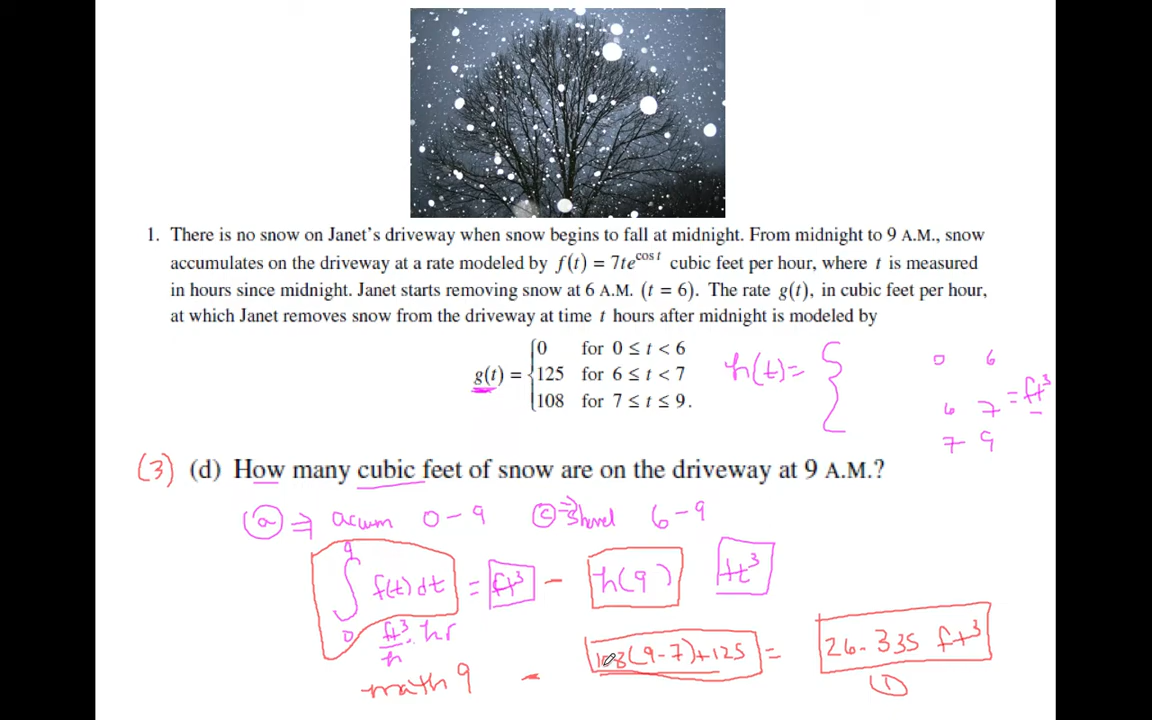 1. There is no snow on Janet's driveway when snow begins to fall at midnight. From midnight to 9 A.M., snow
accumulates on the driveway at a rate modeled by f(t) = 7te^cos t cubic feet per hour, where t is measured
in hours since midnight. Janet starts removing snow at 6 A.M. (t = 6). The rate g(t), in cubic feet per hour,
at which Janet removes snow from the driveway at time t hours after midnight is modeled by
0 for 0 ≤ t < 6
g(t) = { 125 for 6 ≤ t < 7
108 for 7 ≤ t ≤ 9.
h(t) = {
0 6
6 7 = ft³
7 9
(3) (d) How many cubic feet of snow are on the driveway at 9 A.M.?
(a) ⇒ acum 0 - 9 (c) ⇒ Shovel 6 - 9
∫₀⁹ f(t) dt = ft³ - h(9) ft³
ft³/h · hr
math 9 - 108(9-7)+125 = 26.335 ft³
(1)